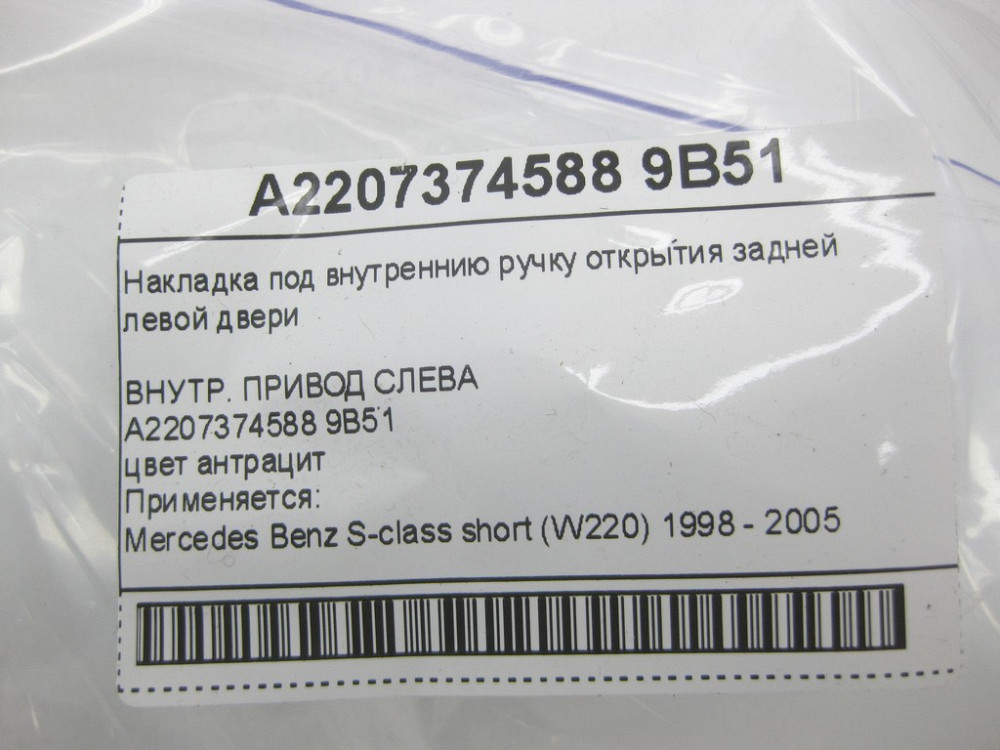 A2207374588 9B51
Накладка под внутреннию ручку открытия задней
левой двери
ВНУТР. ПРИВОД СЛЕВА
A2207374588 9B51
цвет антрацит
Применяется:
Mercedes Benz S-class short (W220) 1998 - 2005